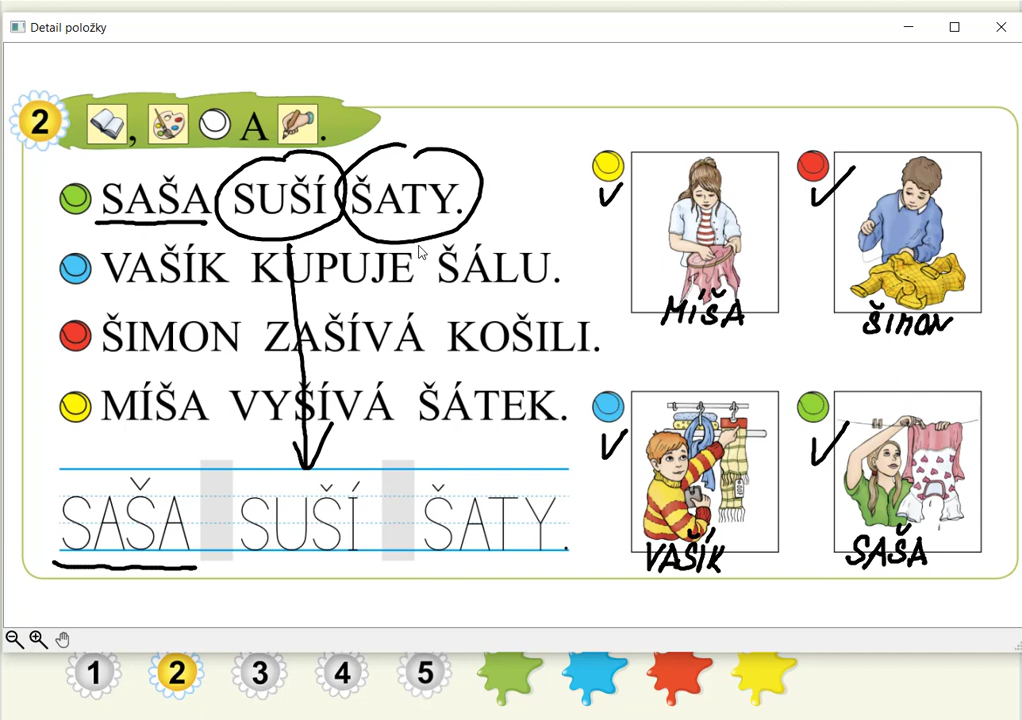 Detail položky
2 , A .
SAŠA SUŠÍ ŠATY.
VAŠÍK KUPUJE ŠÁLU.
ŠIMON ZAŠÍVÁ KOŠILI.
MÍŠA VYŠÍVÁ ŠÁTEK.
SAŠA SUŠÍ ŠATY.
MÍŠA
ŠIMON
VAŠÍK
SAŠA
1 2 3 4 5